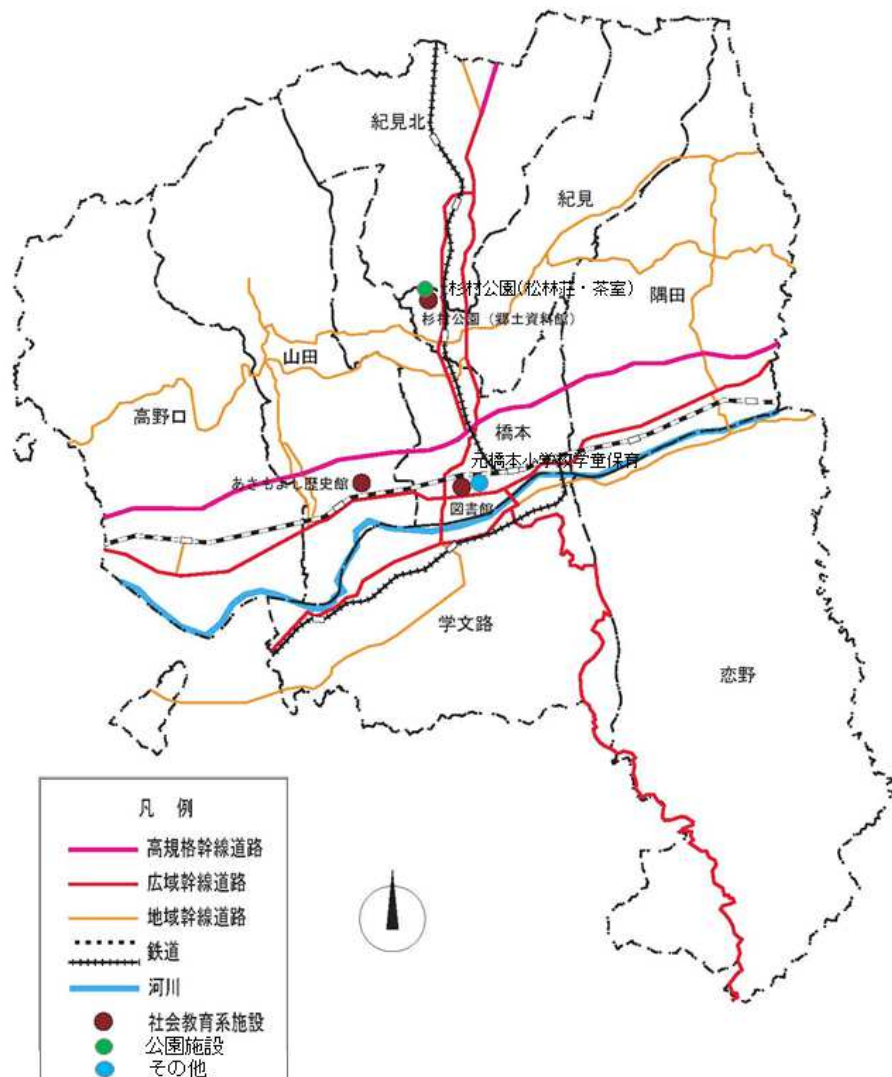 紀見北
紀見
杉村公園(松林荘・茶室)
隅田
杉村公園（郷土資料館）
山田
高野口
橋本
元橋本小学校学童保育
あさもよし歴史館
図書館
学文路
恋野
凡 例
高規格幹線道路
広域幹線道路
地域幹線道路
鉄道
河川
社会教育系施設
公園施設
その他